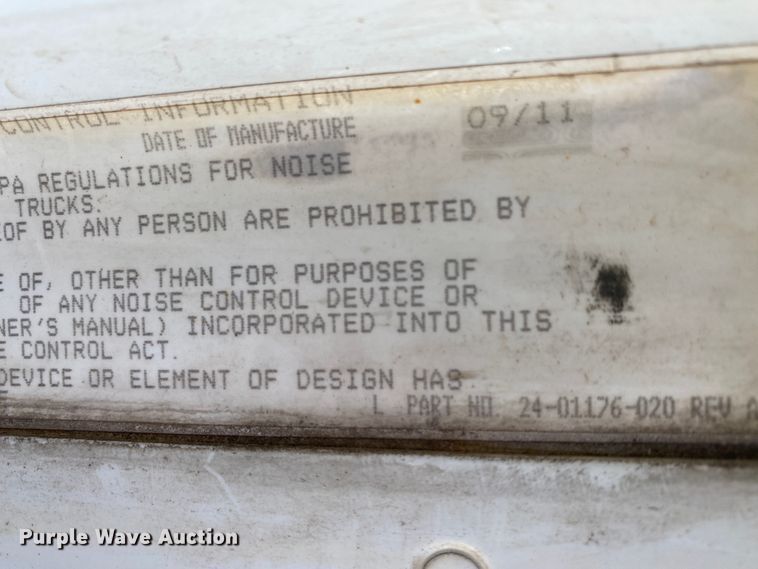 CONTROL INFORMATION
DATE OF MANUFACTURE 09/11
PA REGULATIONS FOR NOISE
TRUCKS.
OF BY ANY PERSON ARE PROHIBITED BY
E OF, OTHER THAN FOR PURPOSES OF
OF ANY NOISE CONTROL DEVICE OR
NER'S MANUAL) INCORPORATED INTO THIS
E CONTROL ACT.
DEVICE OR ELEMENT OF DESIGN HAS
L PART NO. 24-01176-020 REV A
Purple Wave Auction